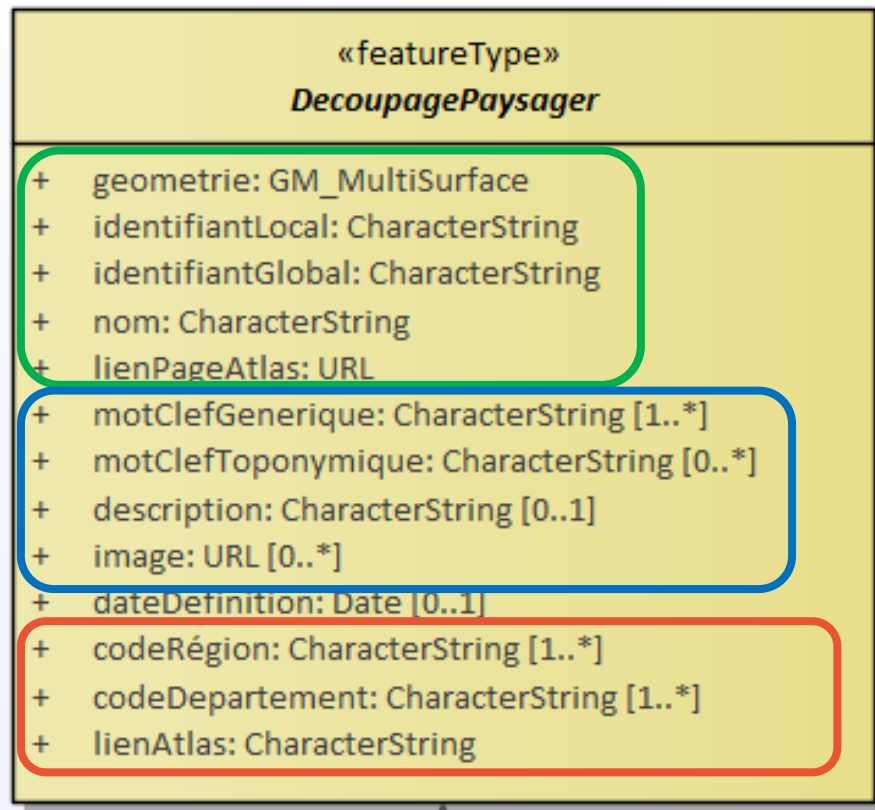 «featureType»
DecoupagePaysager
+ geometrie: GM_MultiSurface
+ identifiantLocal: CharacterString
+ identifiantGlobal: CharacterString
+ nom: CharacterString
+ lienPageAtlas: URL
+ motClefGenerique: CharacterString [1..*]
+ motClefToponymique: CharacterString [0..*]
+ description: CharacterString [0..1]
+ image: URL [0..*]
+ dateDefinition: Date [0..1]
+ codeRégion: CharacterString [1..*]
+ codeDepartement: CharacterString [1..*]
+ lienAtlas: CharacterString